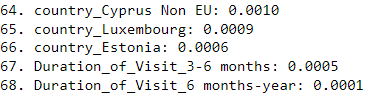 64. country_Cyprus Non EU: 0.0010
65. country_Luxembourg: 0.0009
66. country_Estonia: 0.0006
67. Duration_of_Visit_3-6 months: 0.0005
68. Duration_of_Visit_6 months-year: 0.0001